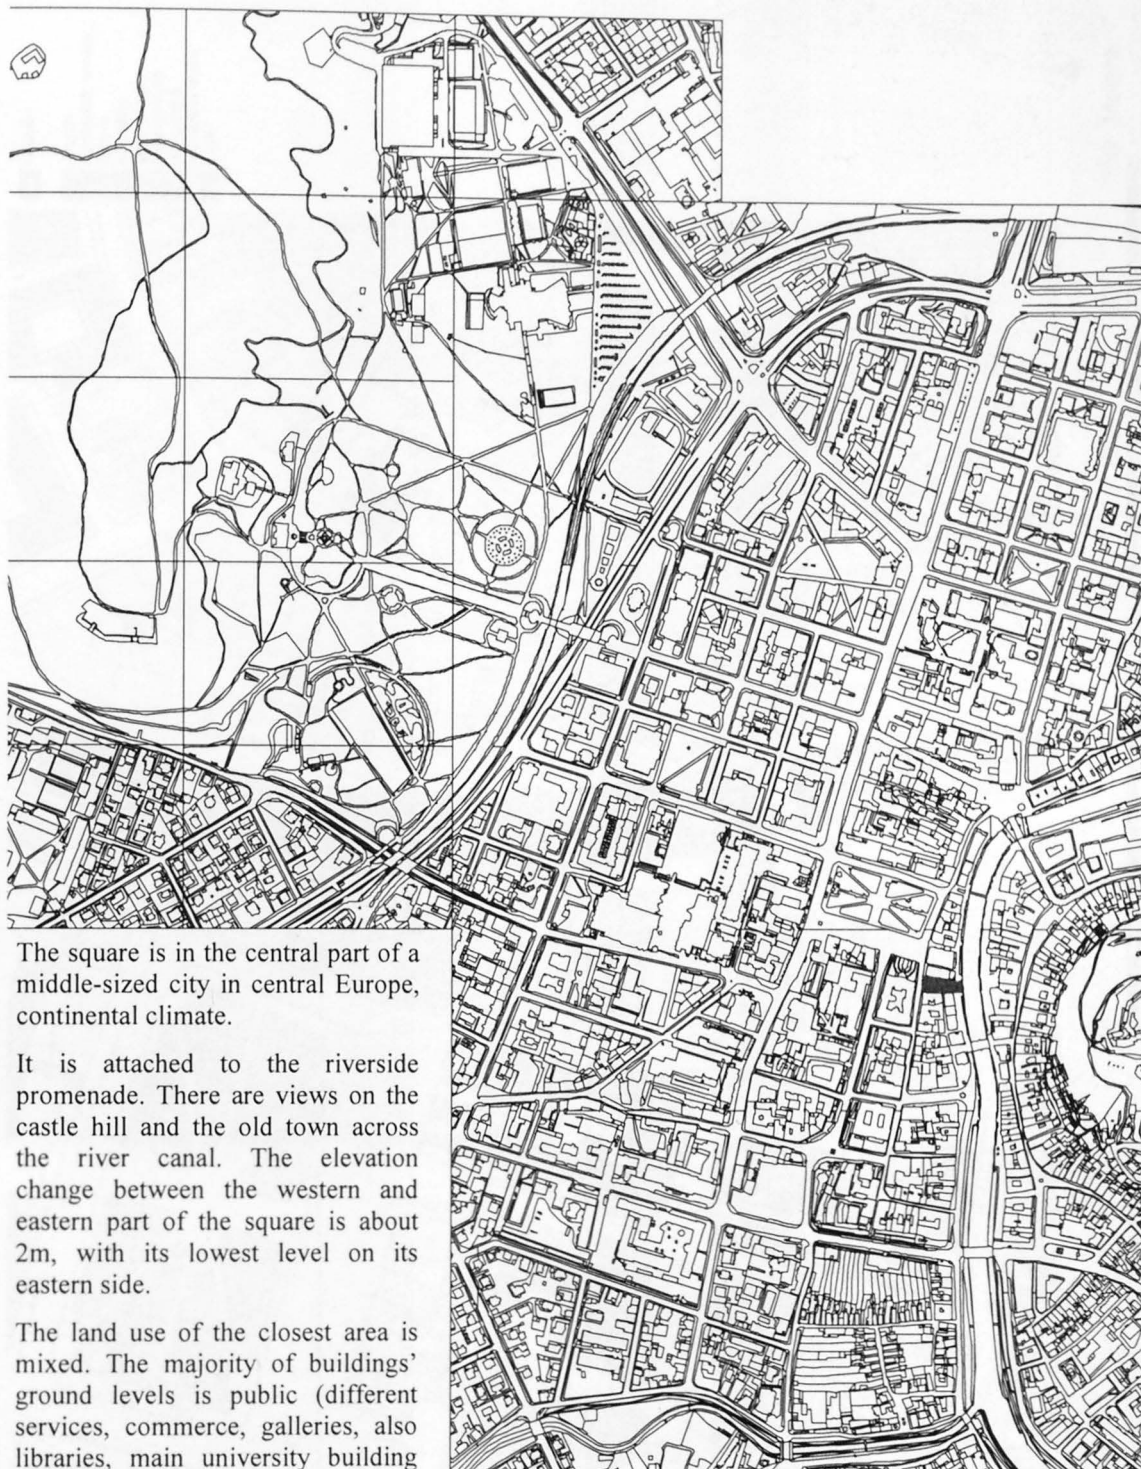 The square is in the central part of a
middle-sized city in central Europe,
continental climate.
It is attached to the riverside
promenade. There are views on the
castle hill and the old town across
the river canal. The elevation
change between the western and
eastern part of the square is about
2m, with its lowest level on its
eastern side.
The land use of the closest area is
mixed. The majority of buildings'
ground levels is public (different
services, commerce, galleries, also
libraries, main university building